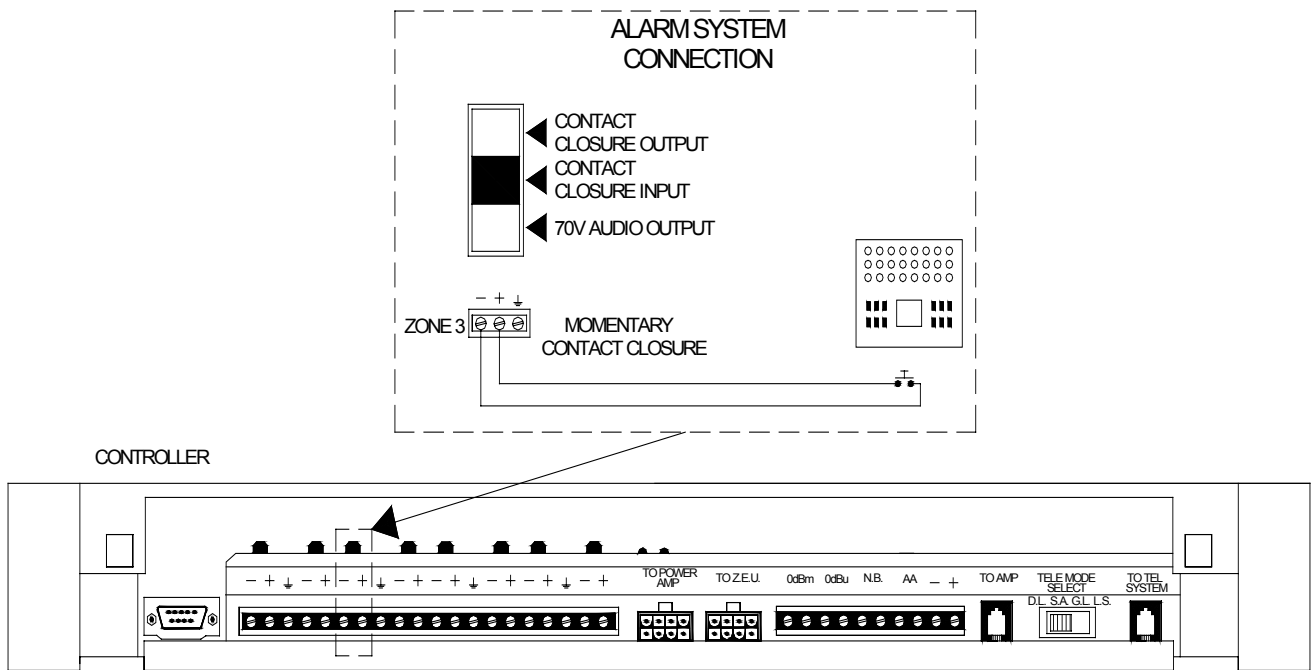 ALARM SYSTEM
CONNECTION
CONTACT
CLOSURE OUTPUT
CONTACT
CLOSURE INPUT
70V AUDIO OUTPUT
− + ⏚
ZONE 3
MOMENTARY
CONTACT CLOSURE
CONTROLLER
− + ⏚ − + − + ⏚ − + − + ⏚ − + − + ⏚ − +
TO POWER
AMP
TO Z.E.U.
0dBm 0dBu N.B. AA − +
TO AMP
TELE MODE
SELECT
D.L. S.A. G.L. L.S.
TO TEL
SYSTEM